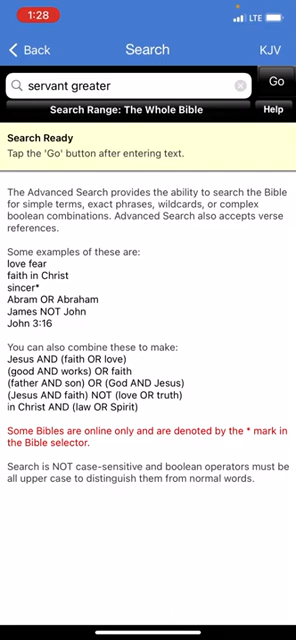 1:28
LTE
Back
Search
KJV
servant greater
Go
Search Range: The Whole Bible
Help
Search Ready
Tap the 'Go' button after entering text.
The Advanced Search provides the ability to search the Bible
for simple terms, exact phrases, wildcards, or complex
boolean combinations. Advanced Search also accepts verse
references.
Some examples of these are:
love fear
faith in Christ
sincer*
Abram OR Abraham
James NOT John
John 3:16
You can also combine these to make:
Jesus AND (faith OR love)
(good AND works) OR faith
(father AND son) OR (God AND Jesus)
(Jesus AND faith) NOT (love OR truth)
in Christ AND (law OR Spirit)
Some Bibles are online only and are denoted by the * mark in
the Bible selector.
Search is NOT case-sensitive and boolean operators must be
all upper case to distinguish them from normal words.